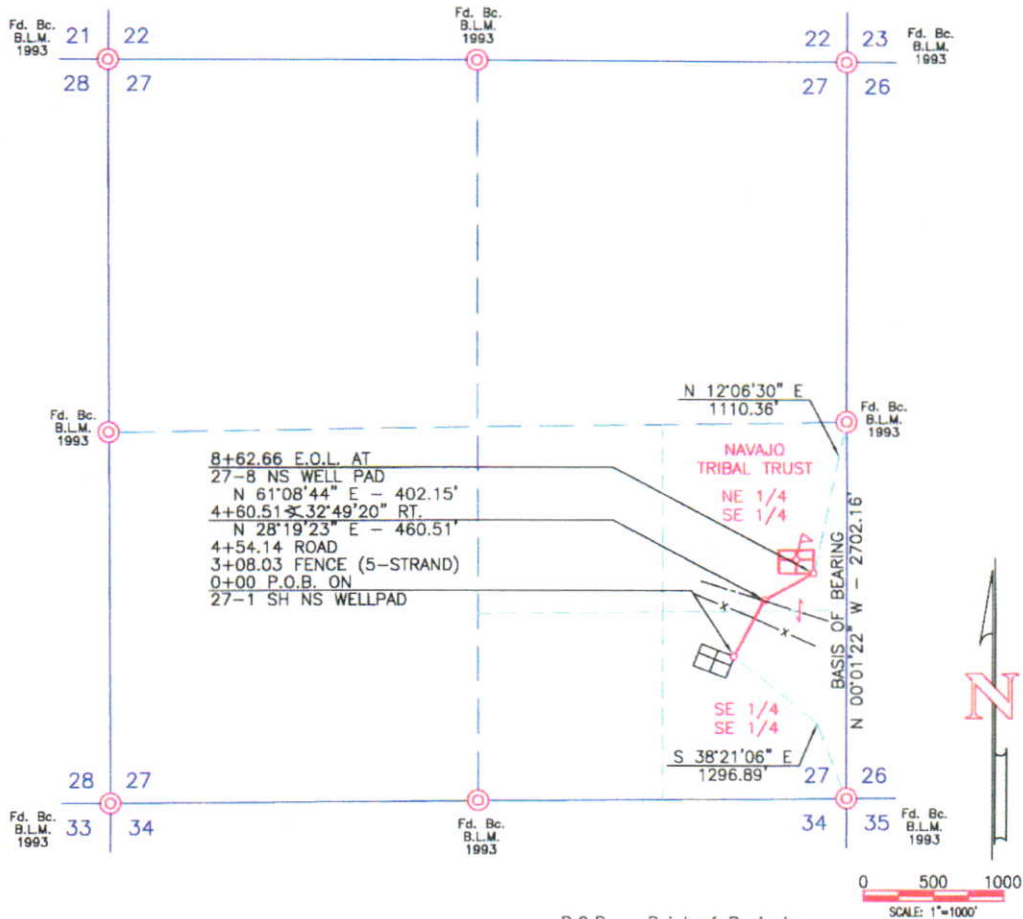 Fd. Bc.
B.L.M.
1993
21 22
28 27
Fd. Bc.
B.L.M.
1993
22 23
27 26
Fd. Bc.
B.L.M.
1993
Fd. Bc.
B.L.M.
1993
N 12°06'30" E
1110.36'
Fd. Bc.
B.L.M.
1993
NAVAJO
TRIBAL TRUST
NE 1/4
SE 1/4
8+62.66 E.O.L. AT
27-8 NS WELL PAD
N 61°08'44" E - 402.15'
4+60.51 ∢ 32°49'20" RT.
N 28°19'23" E - 460.51'
4+54.14 ROAD
3+08.03 FENCE (5-STRAND)
0+00 P.O.B. ON
27-1 SH NS WELLPAD
BASIS OF BEARING
N 00°01'22" W - 2702.16'
x
x
N
SE 1/4
SE 1/4
S 38°21'06" E
1296.89'
28 27
33 34
Fd. Bc.
B.L.M.
1993
Fd. Bc.
B.L.M.
1993
27 26
34 35
Fd. Bc.
B.L.M.
1993
0 500 1000
SCALE: 1"=1000'